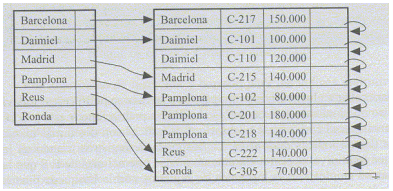 Barcelona
Daimiel
Madrid
Pamplona
Reus
Ronda
Barcelona C-217 150.000
Daimiel C-101 100.000
Daimiel C-110 120.000
Madrid C-215 140.000
Pamplona C-102 80.000
Pamplona C-201 180.000
Pamplona C-218 140.000
Reus C-222 140.000
Ronda C-305 70.000